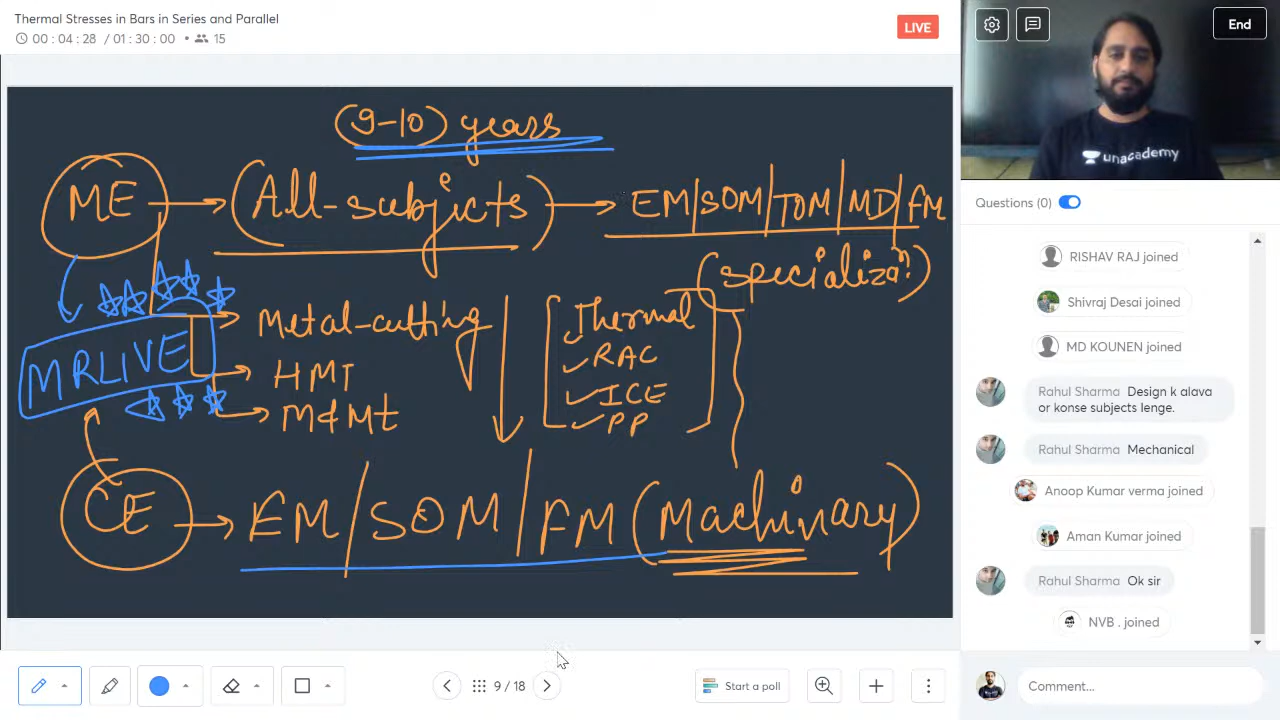 Thermal Stresses in Bars in Series and Parallel
00 : 04 : 28 / 01 : 30 : 00 • 15
LIVE
End
unacademy
(9-10) years
ME → (All-subjicts) → EM/SOM/TOM/MD/FM
(specializaⁿ)
Metal-cutting
HMT
M&Mt
Thermal
RAC
ICE
PP
MRLIVE
CE → EM/SOM/FM (Machinary)
Questions (0)
RISHAV RAJ joined
Shivraj Desai joined
MD KOUNEN joined
Rahul Sharma Design k alava
or konse subjects lenge.
Rahul Sharma Mechanical
Anoop Kumar verma joined
Aman Kumar joined
Rahul Sharma Ok sir
NVB . joined
9 / 18
Start a poll
Comment...